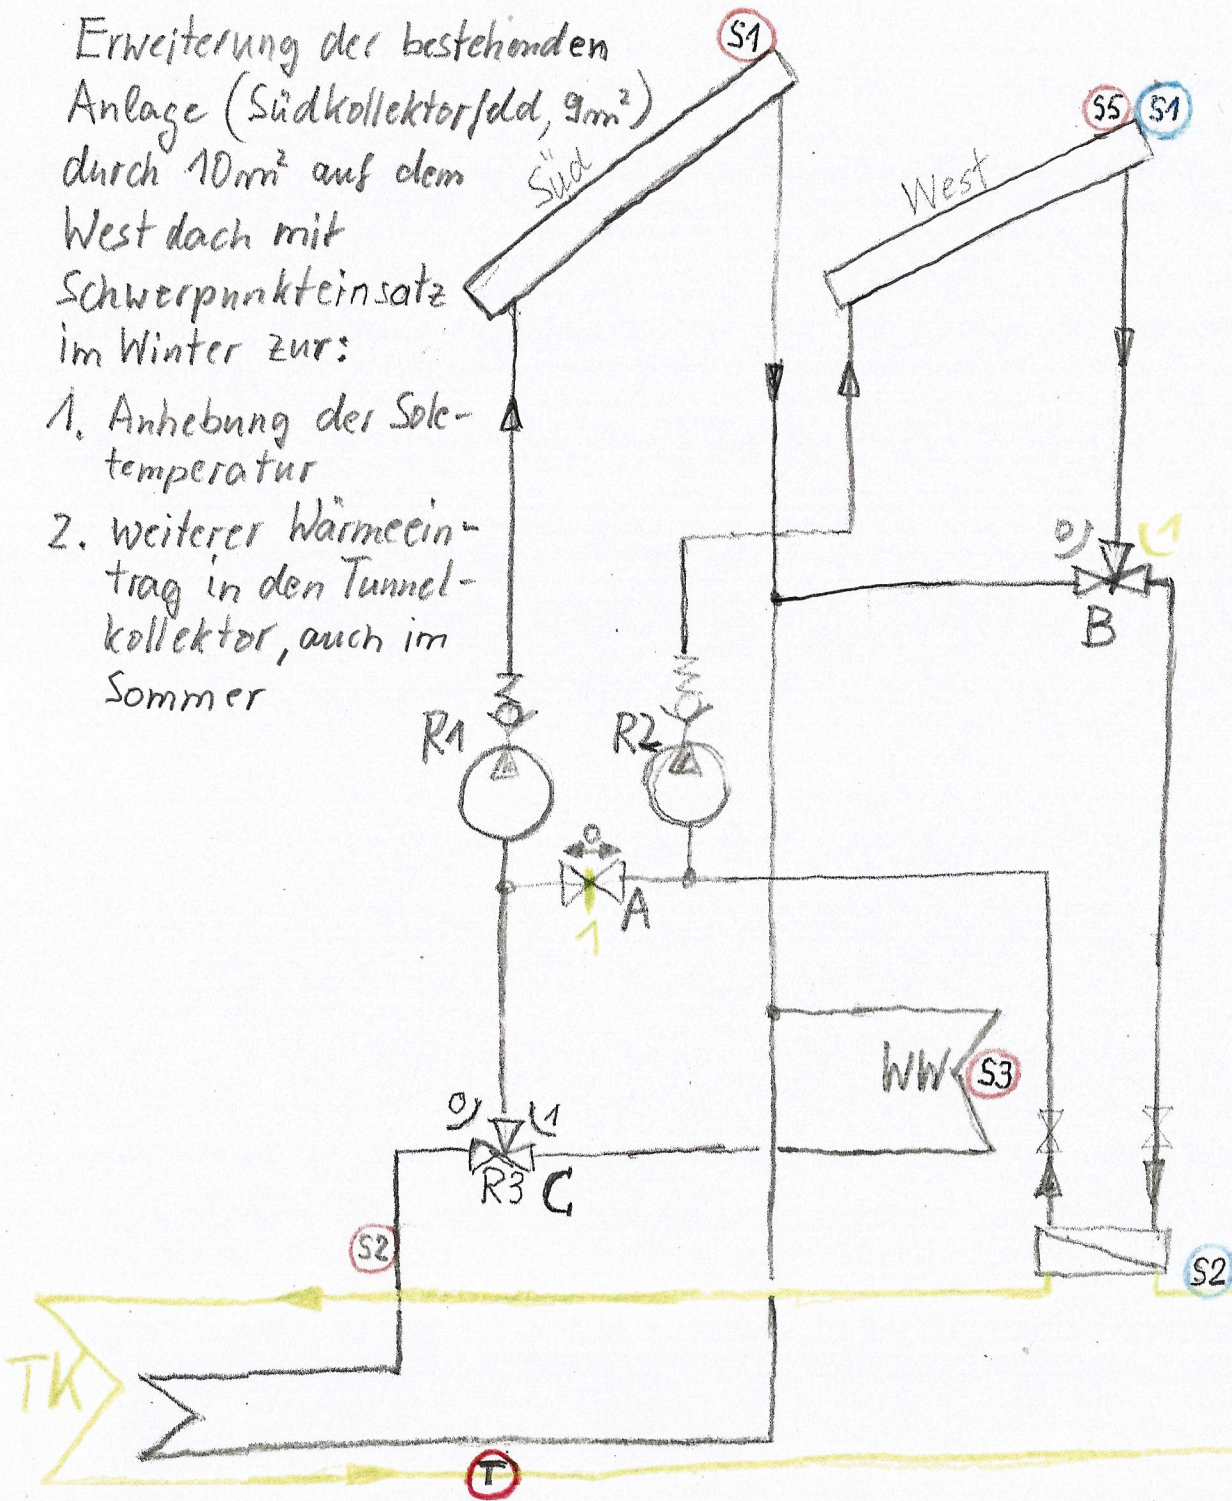 Erweiterung der bestehenden
Anlage (Südkollektorfeld, 9m²)
durch 10m² auf dem
Westdach mit
Schwerpunkteinsatz
im Winter zur:
1. Anhebung der Sole-
temperatur
2. weiterer Wärmeein-
trag in den Tunnel-
kollektor, auch im
Sommer
S1
S5 S1
Süd
West
0 1
B
R1 R2
0
A
1
WW S3
0 1
R3 C
S2
S2
TK
T